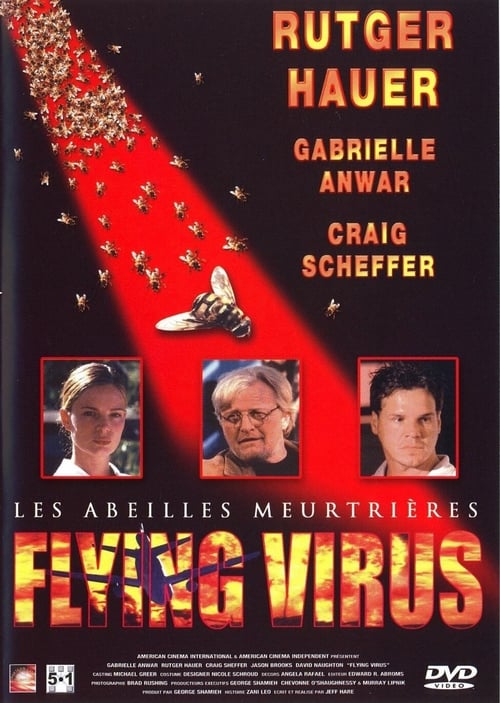 RUTGER
HAUER
GABRIELLE
ANWAR
CRAIG
SCHEFFER
LES ABEILLES MEURTRIÈRES
FLYING VIRUS
AMERICAN CINEMA INTERNATIONAL & AMERICAN CINEMA INDEPENDENT PRÉSENTENT
GABRIELLE ANWAR RUTGER HAUER CRAIG SHEFFER JASON BROOKS DAVID NAUGHTON "FLYING VIRUS"
CASTING MICHAEL GREER COSTUME DESIGNER NICOLE SCHROUD DECORS ANGELA RAFAEL EDITEUR EDWARD R. ABROMS
PHOTOGRAPHIE BRAD RUSHING PRODUCTEURS EXECUTIFS GEORGE SHAMIEH CHEVONNE O'SHAUGHNESSY & MURRAY LIPNIK
PRODUIT PAR GEORGE SHAMIEH HISTOIRE ZANI LEO ECRIT ET REALISE PAR JEFF HARE
5.1
DVD
VIDEO